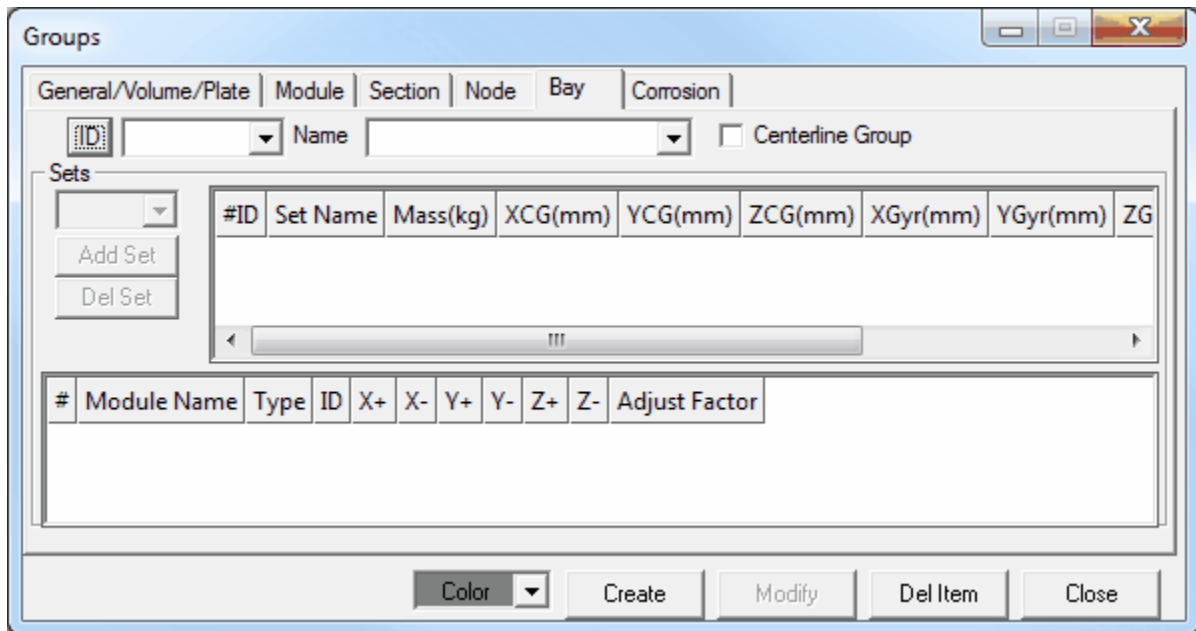 Groups
General/Volume/Plate Module Section Node Bay Corrosion
ID Name Centerline Group
Sets
#ID Set Name Mass(kg) XCG(mm) YCG(mm) ZCG(mm) XGyr(mm) YGyr(mm) ZG
Add Set
Del Set
# Module Name Type ID X+ X- Y+ Y- Z+ Z- Adjust Factor
Color Create Modify Del Item Close